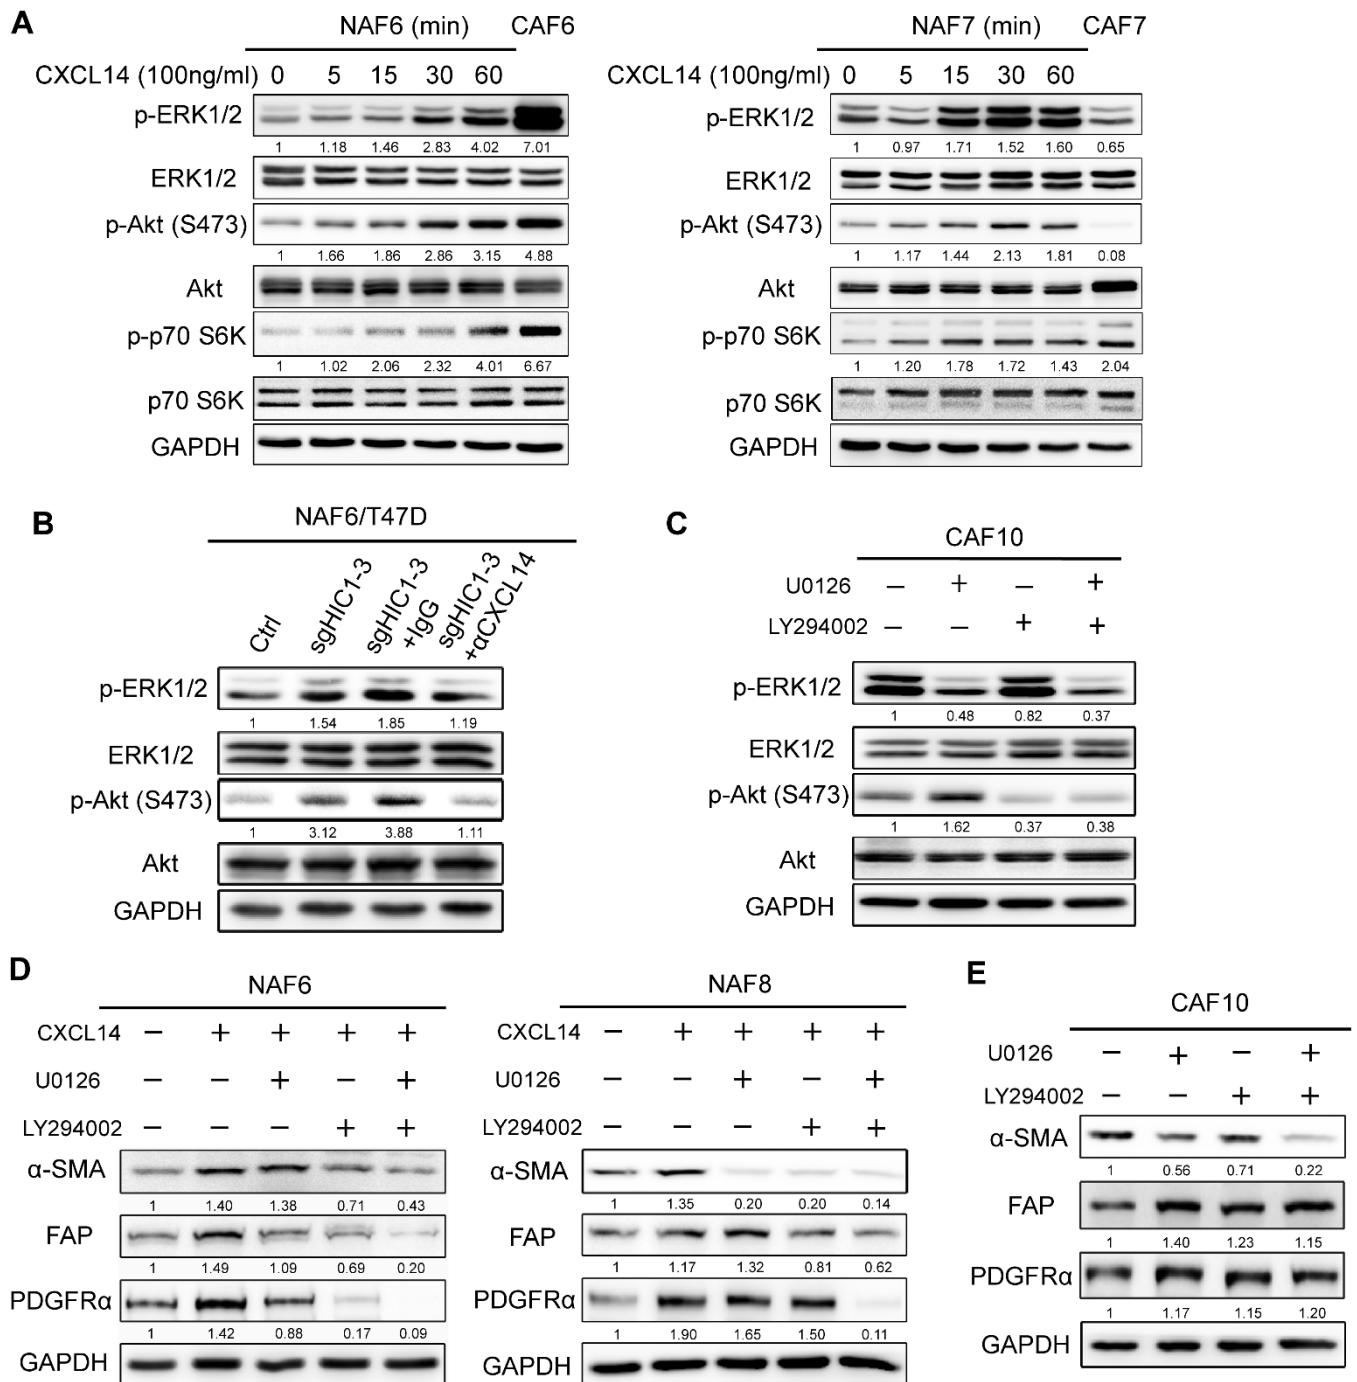 A
NAF6 (min) CAF6
CXCL14 (100ng/ml) 0 5 15 30 60
p-ERK1/2
1 1.18 1.46 2.83 4.02 7.01
ERK1/2
p-Akt (S473)
1 1.66 1.86 2.86 3.15 4.88
Akt
p-p70 S6K
1 1.02 2.06 2.32 4.01 6.67
p70 S6K
GAPDH
NAF7 (min) CAF7
CXCL14 (100ng/ml) 0 5 15 30 60
p-ERK1/2
1 0.97 1.71 1.52 1.60 0.65
ERK1/2
p-Akt (S473)
1 1.17 1.44 2.13 1.81 0.08
Akt
p-p70 S6K
1 1.20 1.78 1.72 1.43 2.04
p70 S6K
GAPDH
B
NAF6/T47D
Ctrl
sgHIC1-3
sgHIC1-3
+IgG
sgHIC1-3
+αCXCL14
p-ERK1/2
1 1.54 1.85 1.19
ERK1/2
p-Akt (S473)
1 3.12 3.88 1.11
Akt
GAPDH
C
CAF10
U0126 − + − +
LY294002 − − + +
p-ERK1/2
1 0.48 0.82 0.37
ERK1/2
p-Akt (S473)
1 1.62 0.37 0.38
Akt
GAPDH
D
NAF6
CXCL14 − + + + +
U0126 − − + − +
LY294002 − − − + +
α-SMA
1 1.40 1.38 0.71 0.43
FAP
1 1.49 1.09 0.69 0.20
PDGFRα
1 1.42 0.88 0.17 0.09
GAPDH
NAF8
CXCL14 − + + + +
U0126 − − + − +
LY294002 − − − + +
α-SMA
1 1.35 0.20 0.20 0.14
FAP
1 1.17 1.32 0.81 0.62
PDGFRα
1 1.90 1.65 1.50 0.11
GAPDH
E
CAF10
U0126 − + − +
LY294002 − − + +
α-SMA
1 0.56 0.71 0.22
FAP
1 1.40 1.23 1.15
PDGFRα
1 1.17 1.15 1.20
GAPDH